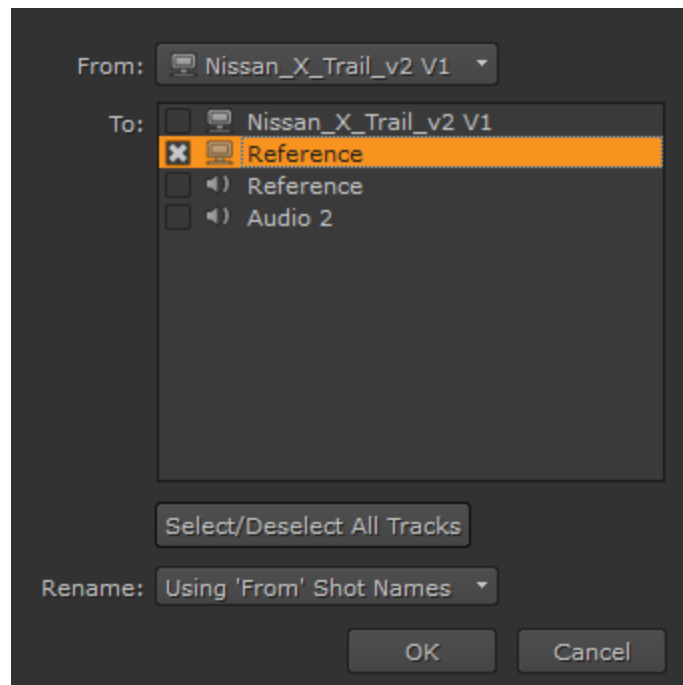 From: Nissan_X_Trail_v2 V1
To: Nissan_X_Trail_v2 V1
Reference
Reference
Audio 2
Select/Deselect All Tracks
Rename: Using 'From' Shot Names
OK Cancel